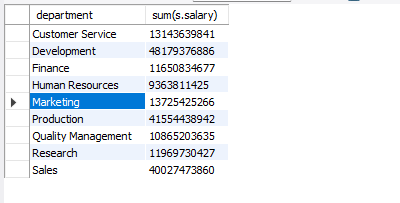 department sum(s.salary)
Customer Service 13143639841
Development 48179376886
Finance 11650834677
Human Resources 9363811425
Marketing 13725425266
Production 41554438942
Quality Management 10865203635
Research 11969730427
Sales 40027473860